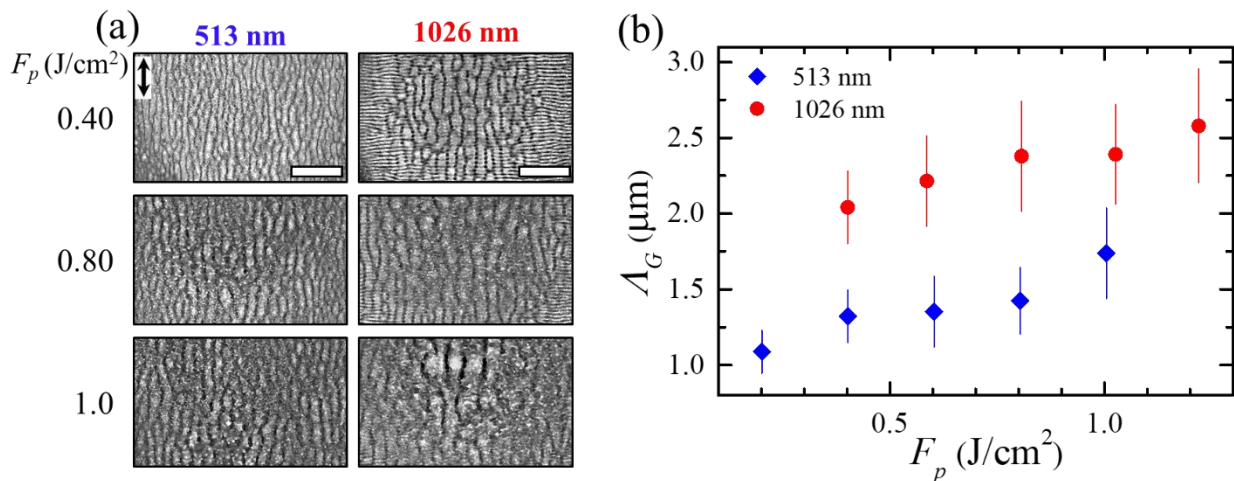 (a)
513 nm 1026 nm
F_p (J/cm²)
0.40
0.80
1.0
(b)
513 nm
1026 nm
3.0
2.5
2.0
1.5
1.0
Λ_G (μm)
0.5 1.0
F_p (J/cm²)